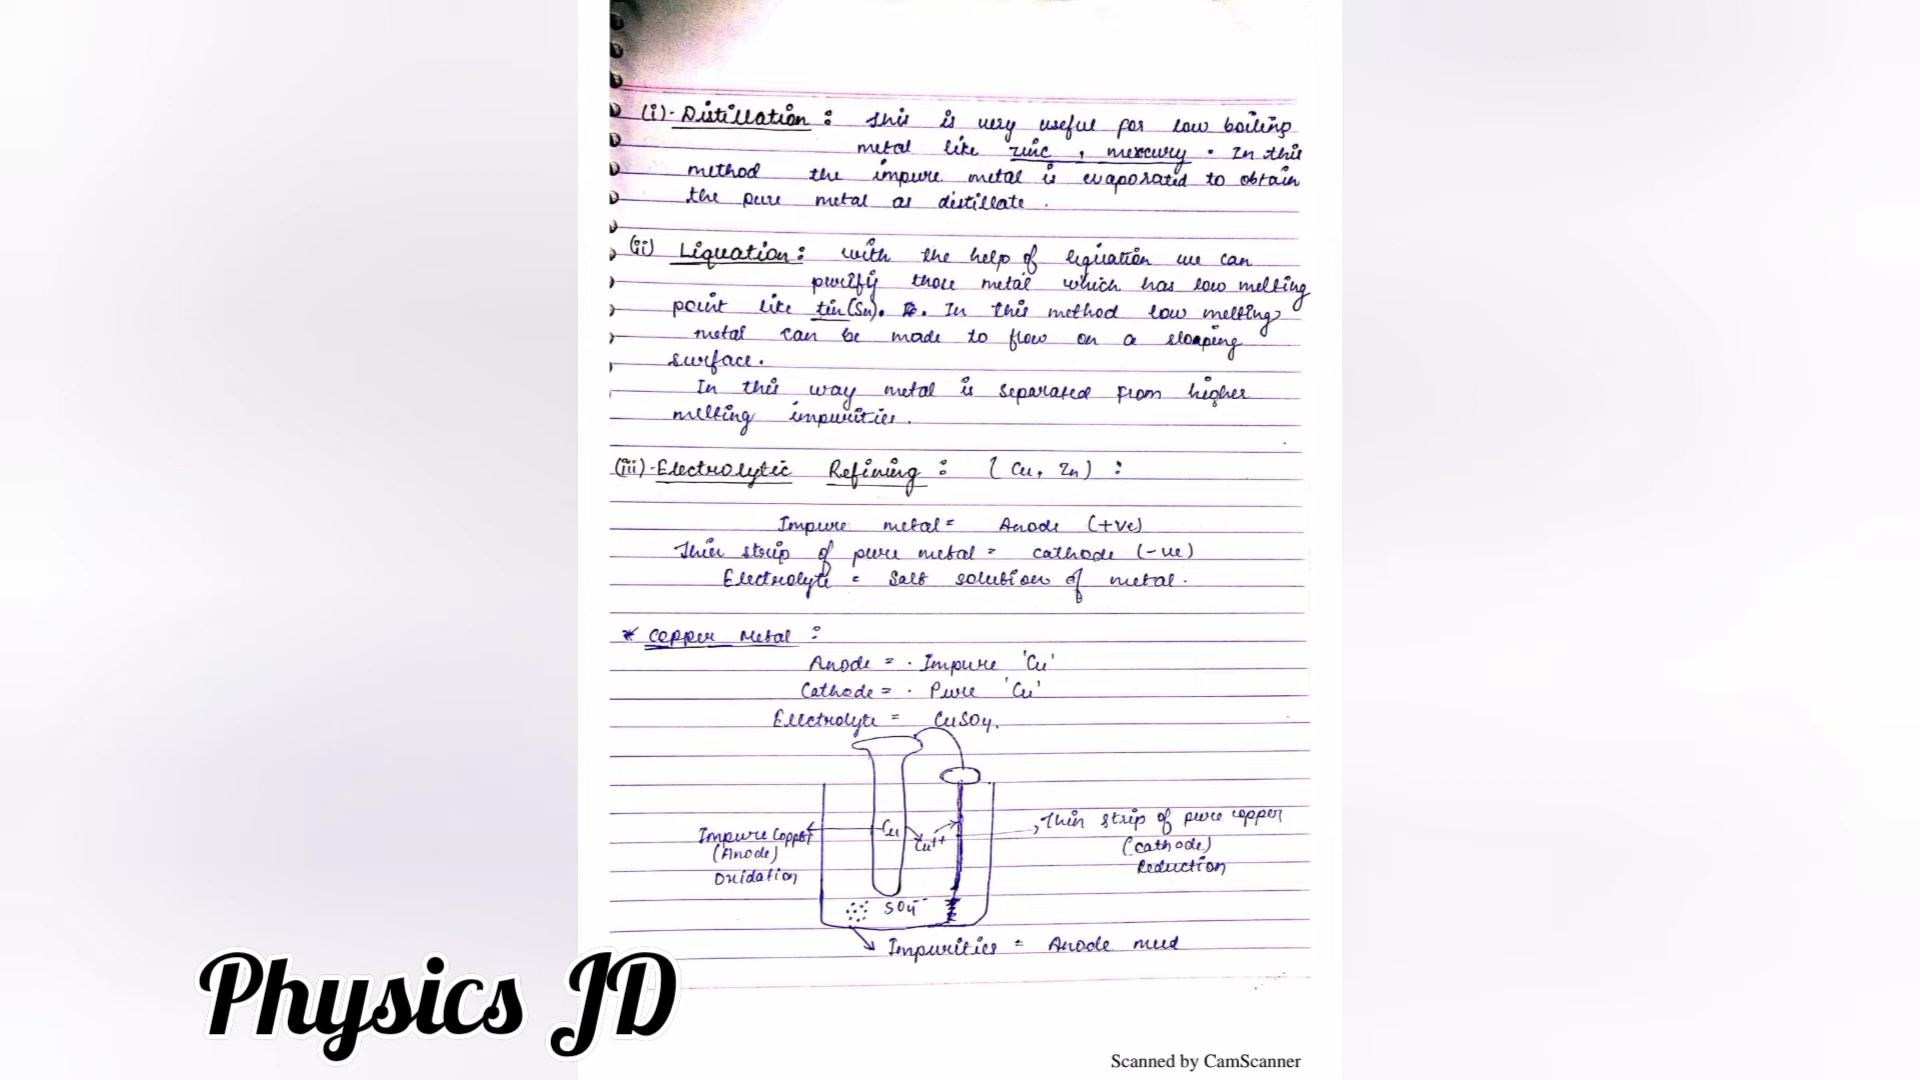 (i)- Distillation : This is very useful for low boiling
metal like zinc , mercury . In this
method the impure metal is evaporated to obtain
the pure metal as distillate .
(ii) Liquation : with the help of liquation we can
purify those metal which has low melting
point like tin (Sn). In this method low melting
metal can be made to flow on a sloaping
surface.
In this way metal is separated from higher
melting impurities .
(iii)- Electrolytic Refining : [ Cu, Zn ) :
Impure metal = Anode (+ve)
Thin strip of pure metal = cathode (-ve)
Electrolyte = Salt solution of metal .
* Copper Metal :
Anode = . Impure 'Cu'
Cathode = . Pure 'Cu'
Electrolyte = CuSO4.
Impure Copper
(Anode)
Oxidation
Cu
Cu++
Thin strip of pure copper
(cathode)
Reduction
SO4--
Impurities = Anode mud
Physics JD
Scanned by CamScanner